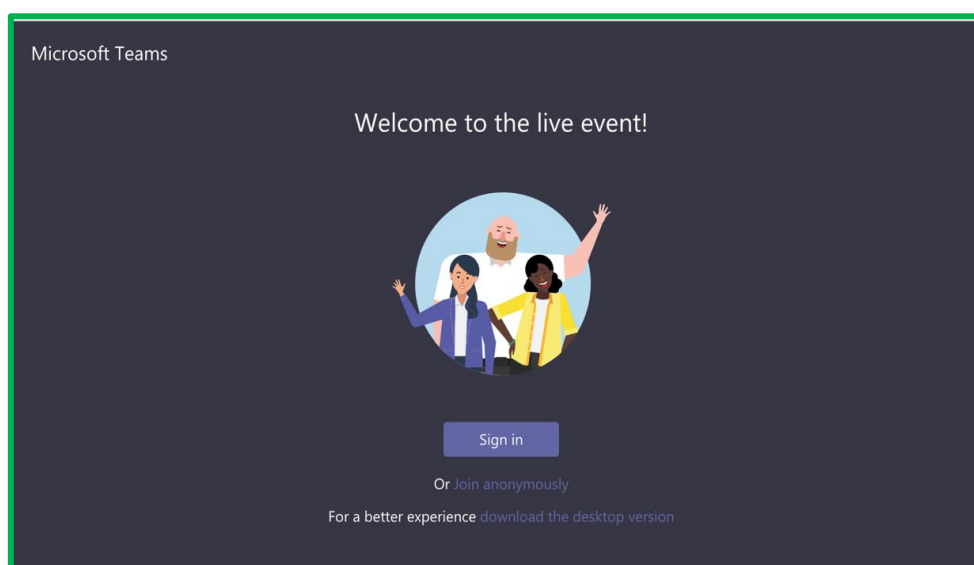 Microsoft Teams
Welcome to the live event!
Sign in
Or Join anonymously
For a better experience download the desktop version